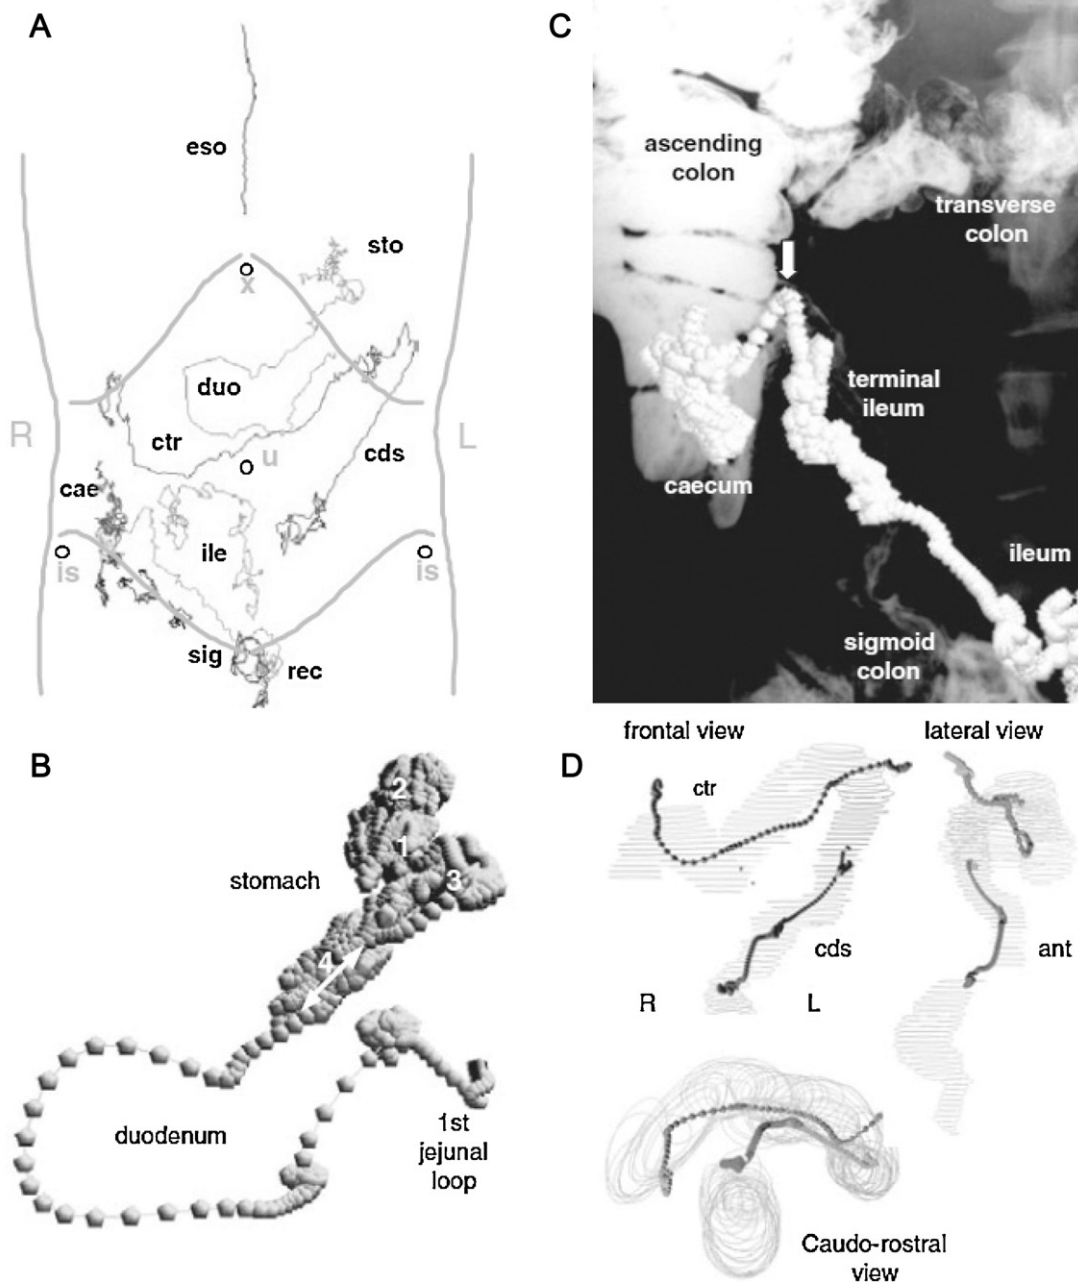 A
eso
sto
x
duo
R
L
ctr
u
cds
cae
ile
is
is
sig
rec
B
2
1
3
stomach
4
duodenum
1st
jejunal
loop
C
ascending
colon
transverse
colon
terminal
ileum
caecum
ileum
sigmoid
colon
frontal view
lateral view
D
ctr
cds
ant
R
L
Caudo-rostral
view